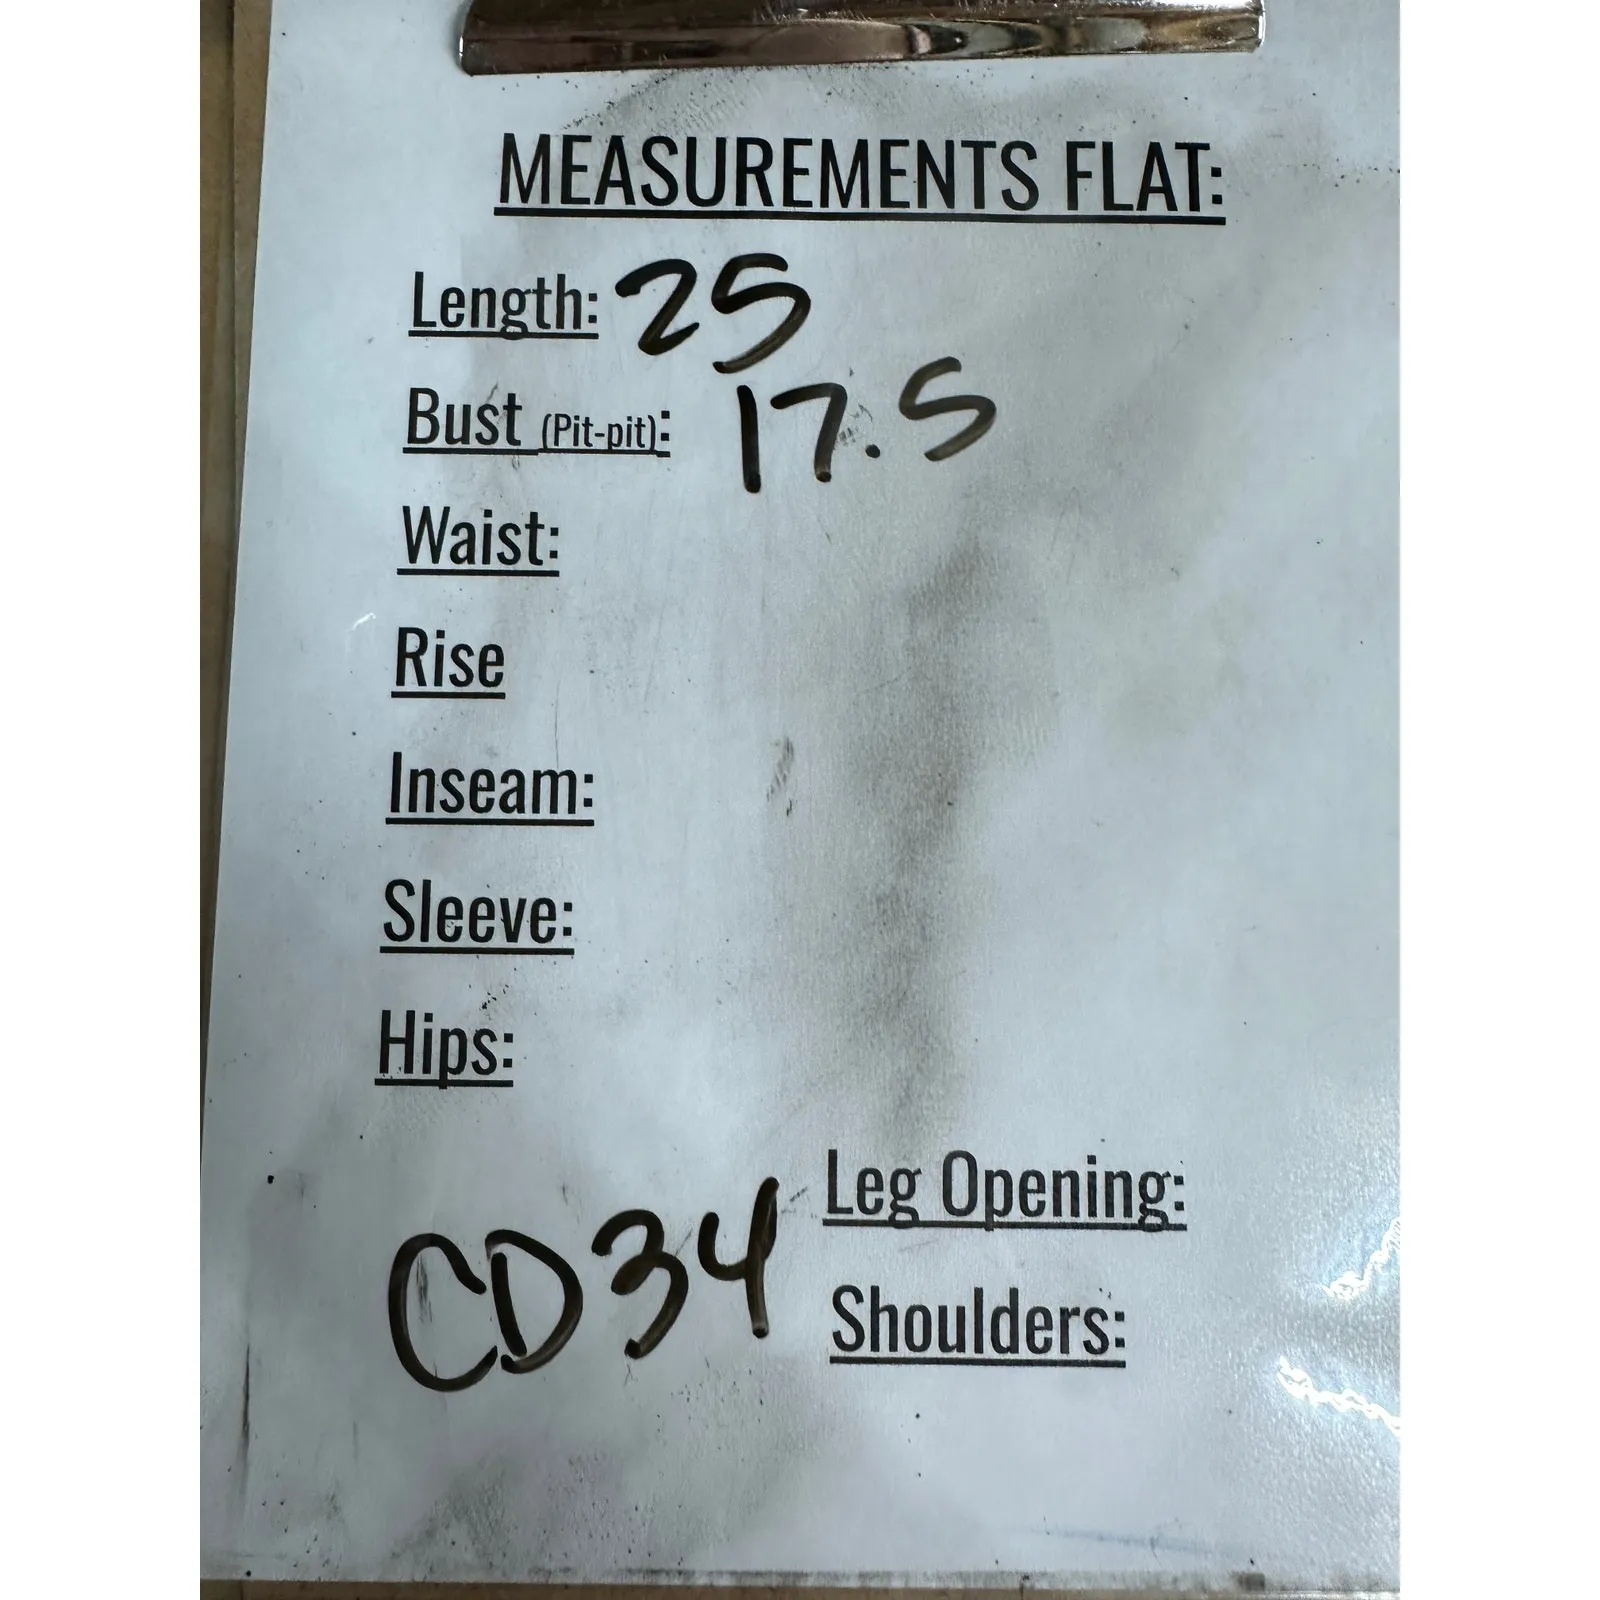 MEASUREMENTS FLAT:
Length: 25
Bust (Pit-pit): 17.5
Waist:
Rise
Inseam:
Sleeve:
Hips:
Leg Opening:
CD34
Shoulders: